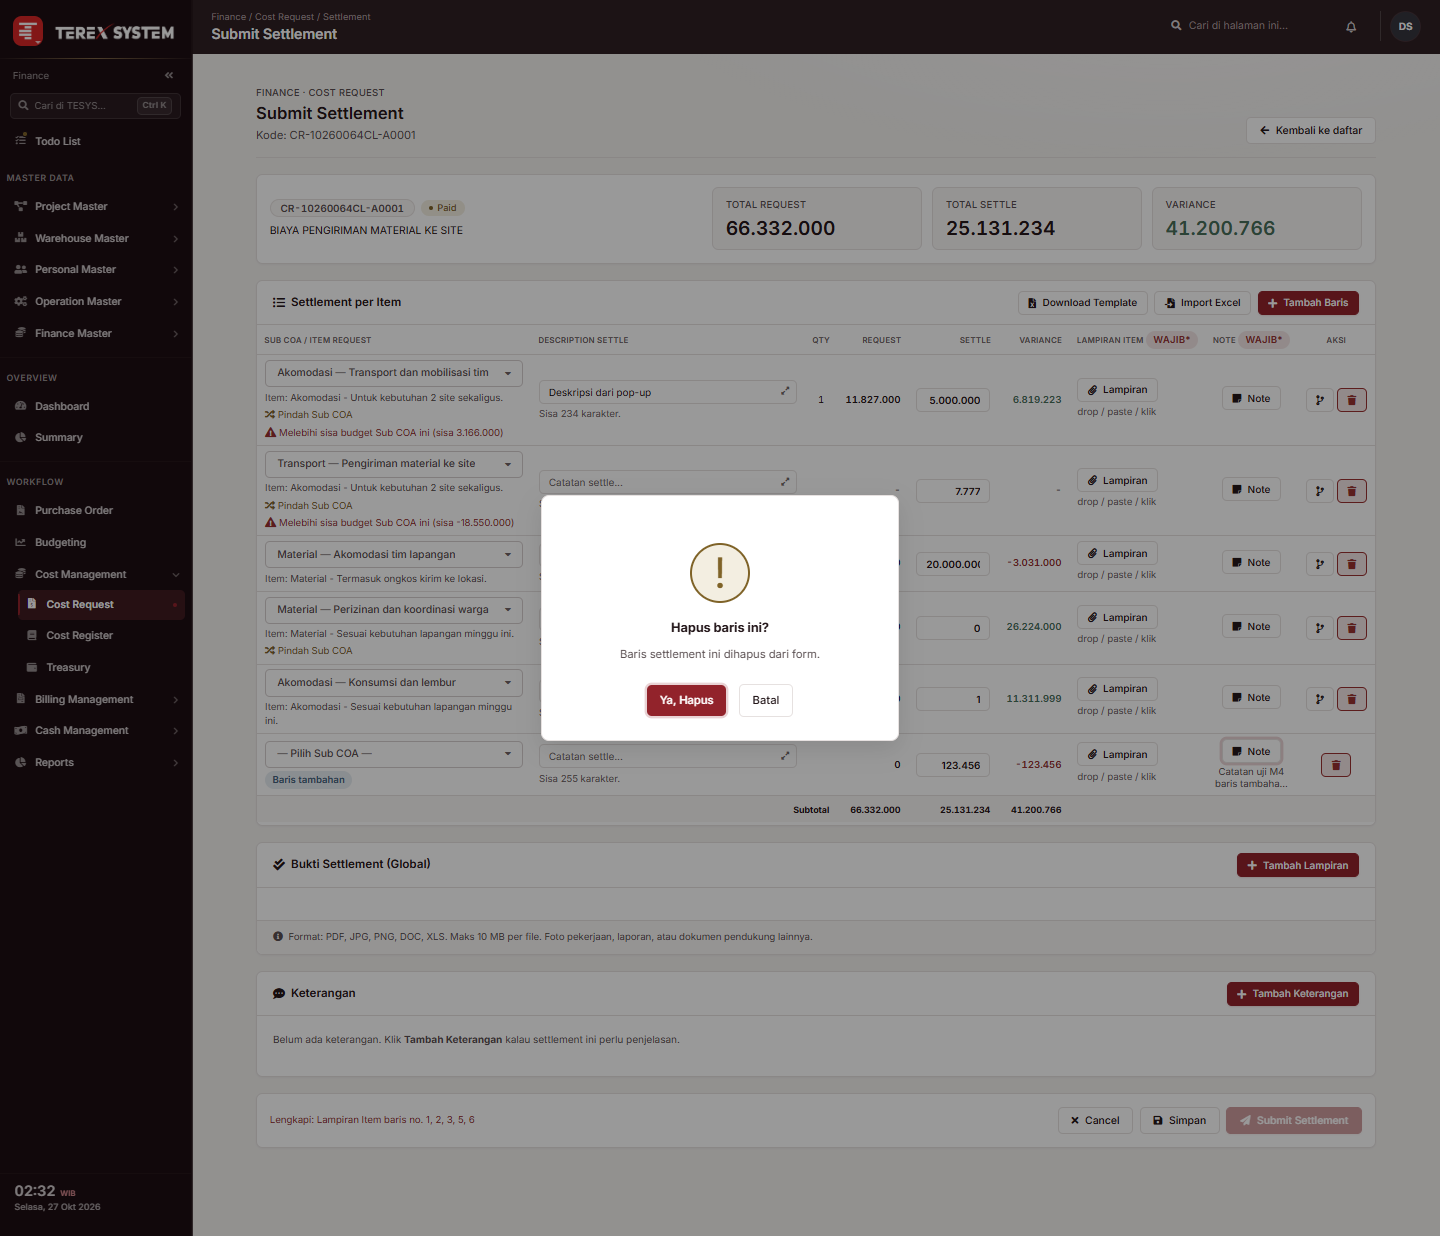 TEREX SYSTEM
Finance
Cari di TESYS...
Ctrl K
Todo List
MASTER DATA
Project Master
Warehouse Master
Personal Master
Operation Master
Finance Master
OVERVIEW
Dashboard
Summary
WORKFLOW
Purchase Order
Budgeting
Cost Management
Cost Request
Cost Register
Treasury
Billing Management
Cash Management
Reports
02:32 WIB
Selasa, 27 Okt 2026
Finance / Cost Request / Settlement
Submit Settlement
Cari di halaman ini...
DS
FINANCE · COST REQUEST
Submit Settlement
Kode: CR-10260064CL-A0001
Kembali ke daftar
CR-10260064CL-A0001
Paid
BIAYA PENGIRIMAN MATERIAL KE SITE
TOTAL REQUEST
66.332.000
TOTAL SETTLE
25.131.234
VARIANCE
41.200.766
Settlement per Item
Download Template
Import Excel
Tambah Baris
SUB COA / ITEM REQUEST DESCRIPTION SETTLE QTY REQUEST SETTLE VARIANCE LAMPIRAN ITEM WAJIB* NOTE WAJIB* AKSI
Akomodasi — Transport dan mobilisasi tim
Item: Akomodasi - Untuk kebutuhan 2 site sekaligus.
Pindah Sub COA
Melebihi sisa budget Sub COA ini (sisa 3.166.000)
Deskripsi dari pop-up
Sisa 234 karakter.
1 11.827.000 5.000.000 6.819.223
Lampiran
drop / paste / klik
Note
Transport — Pengiriman material ke site
Item: Akomodasi - Untuk kebutuhan 2 site sekaligus.
Pindah Sub COA
Melebihi sisa budget Sub COA ini (sisa -18.550.000)
Catatan settle...
- 7.777 -
Lampiran
drop / paste / klik
Note
Material — Akomodasi tim lapangan
Item: Material - Termasuk ongkos kirim ke lokasi.
20.000.00 -3.031.000
Lampiran
drop / paste / klik
Note
Material — Perizinan dan koordinasi warga
Item: Material - Sesuai kebutuhan lapangan minggu ini.
Pindah Sub COA
0 26.224.000
Lampiran
drop / paste / klik
Note
Akomodasi — Konsumsi dan lembur
Item: Akomodasi - Sesuai kebutuhan lapangan minggu
ini.
1 11.311.999
Lampiran
drop / paste / klik
Note
— Pilih Sub COA —
Baris tambahan
Catatan settle...
Sisa 255 karakter.
0 123.456 -123.456
Lampiran
drop / paste / klik
Note
Catatan uji M4
baris tambaha...
Subtotal 66.332.000 25.131.234 41.200.766
Hapus baris ini?
Baris settlement ini dihapus dari form.
Ya, Hapus
Batal
Bukti Settlement (Global)
Tambah Lampiran
Format: PDF, JPG, PNG, DOC, XLS. Maks 10 MB per file. Foto pekerjaan, laporan, atau dokumen pendukung lainnya.
Keterangan
Tambah Keterangan
Belum ada keterangan. Klik Tambah Keterangan kalau settlement ini perlu penjelasan.
Lengkapi: Lampiran Item baris no. 1, 2, 3, 5, 6
Cancel
Simpan
Submit Settlement